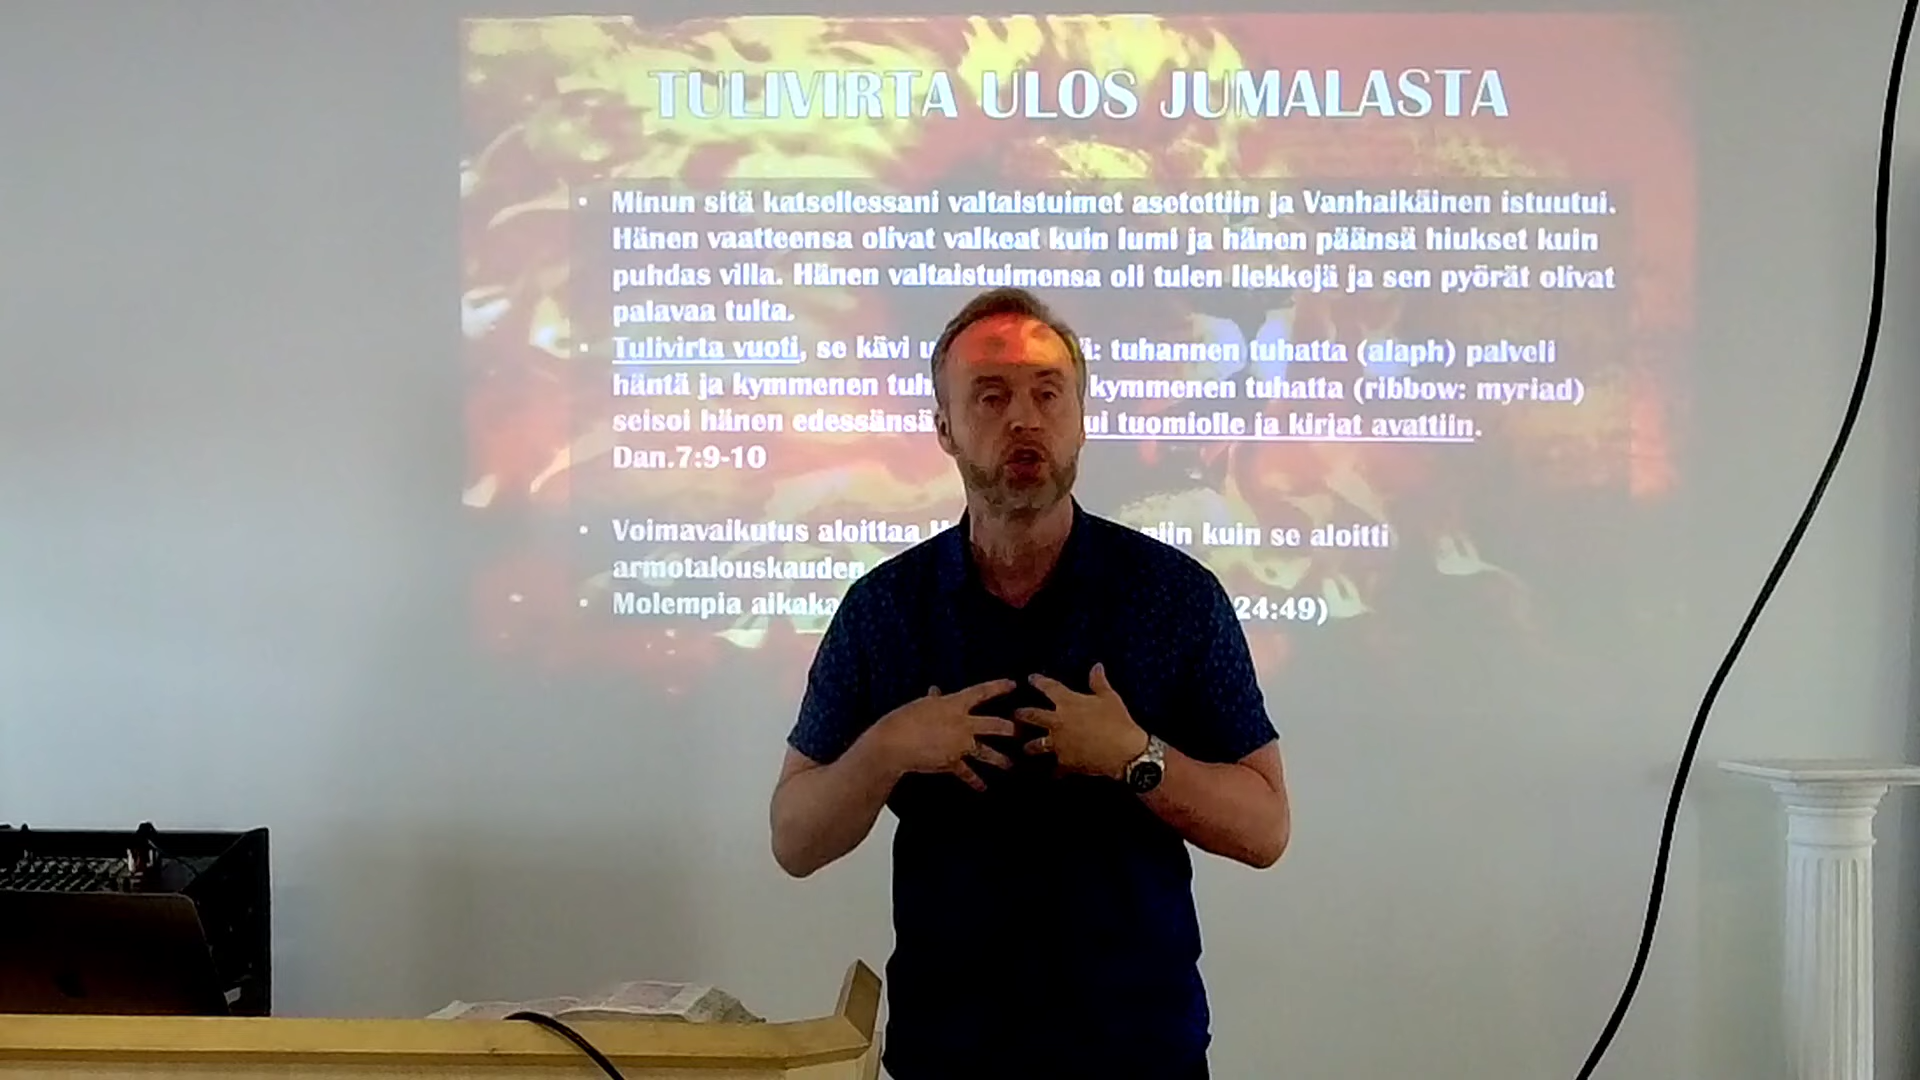 TULIVIRTA ULOS JUMALASTA
• Minun sitä katsellessani valtaistuimet asetettiin ja Vanhaikäinen istuutui.
Hänen vaatteensa olivat valkeat kuin lumi ja hänen päänsä hiukset kuin
puhdas villa. Hänen valtaistuimensa oli tulen liekkejä ja sen pyörät olivat
palavaa tulta.
• Tulivirta vuoti, se kävi tuhannen tuhatta (alaph) palveli
häntä ja kymmenen kymmenen tuhatta (ribbow: myriad)
seisoi hänen edessänsä tuomiolle ja kirjat avattiin.
Dan.7:9-10
• Voimavaikutus aloittaa niin kuin se aloitti
armotalouskauden
• Molempia 24:49)